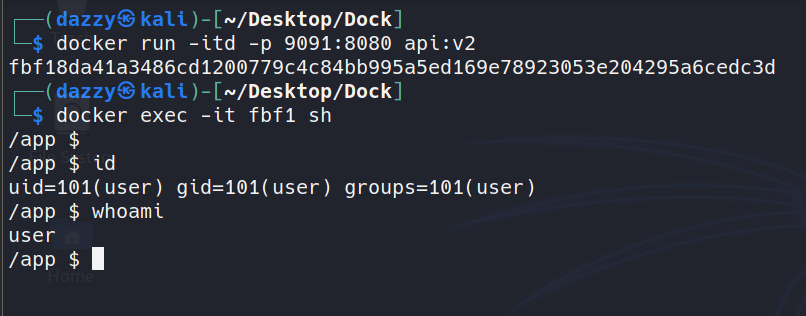 ┌──(dazzy㉿kali)-[~/Desktop/Dock]
└─$ docker run -itd -p 9091:8080 api:v2
fbf18da41a3486cd1200779c4c84bb995a5ed169e78923053e204295a6cedc3d
┌──(dazzy㉿kali)-[~/Desktop/Dock]
└─$ docker exec -it fbf1 sh
/app $
/app $ id
uid=101(user) gid=101(user) groups=101(user)
/app $ whoami
user
/app $
Home